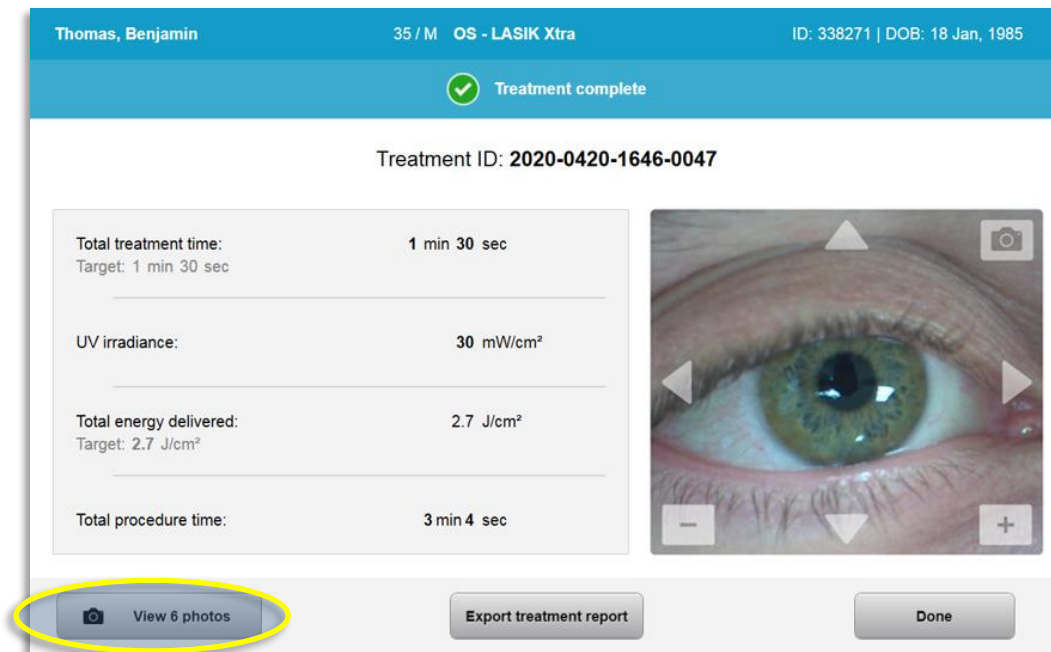 Thomas, Benjamin 35 / M OS - LASIK Xtra ID: 338271 | DOB: 18 Jan, 1985
Treatment complete
Treatment ID: 2020-0420-1646-0047
Total treatment time: 1 min 30 sec
Target: 1 min 30 sec
UV irradiance: 30 mW/cm²
Total energy delivered: 2.7 J/cm²
Target: 2.7 J/cm²
Total procedure time: 3 min 4 sec
View 6 photos Export treatment report Done